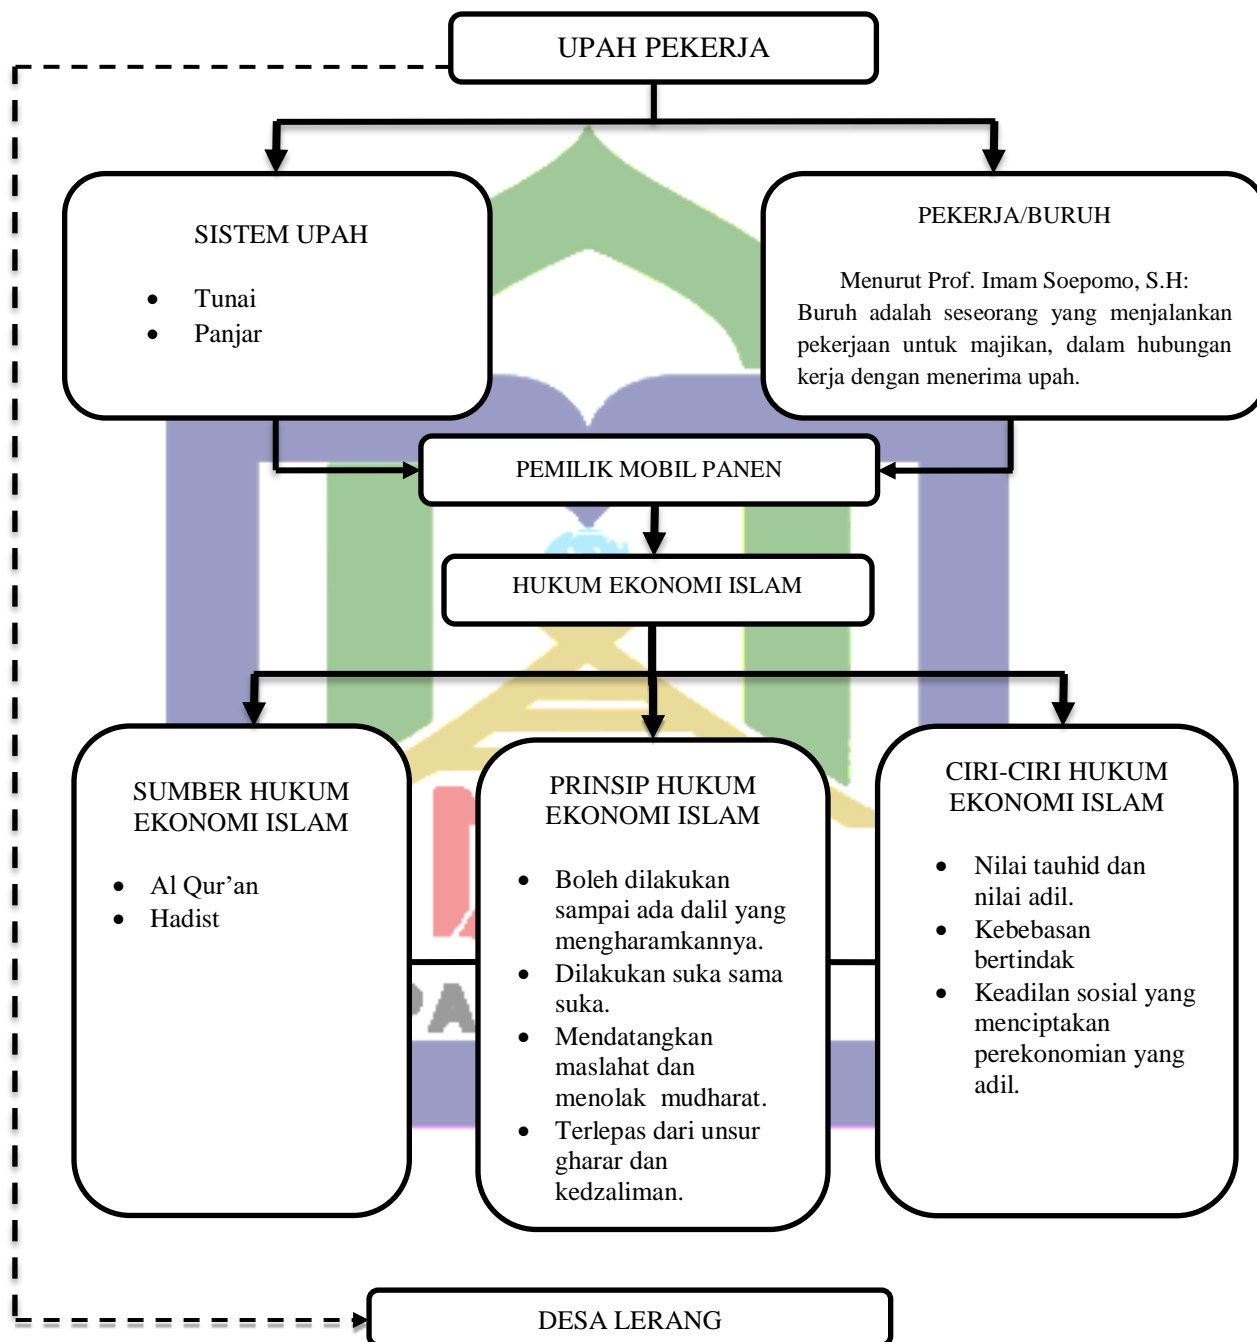 UPAH PEKERJA
SISTEM UPAH
• Tunai
• Panjar
PEKERJA/BURUH
Menurut Prof. Imam Soepomo, S.H:
Buruh adalah seseorang yang menjalankan
pekerjaan untuk majikan, dalam hubungan
kerja dengan menerima upah.
PEMILIK MOBIL PANEN
HUKUM EKONOMI ISLAM
SUMBER HUKUM
EKONOMI ISLAM
• Al Qur’an
• Hadist
PRINSIP HUKUM
EKONOMI ISLAM
• Boleh dilakukan
sampai ada dalil yang
mengharamkannya.
• Dilakukan suka sama
suka.
• Mendatangkan
maslahat dan
menolak mudharat.
• Terlepas dari unsur
gharar dan
kedzaliman.
CIRI-CIRI HUKUM
EKONOMI ISLAM
• Nilai tauhid dan
nilai adil.
• Kebebasan
bertindak
• Keadilan sosial yang
menciptakan
perekonomian yang
adil.
PA
DESA LERANG